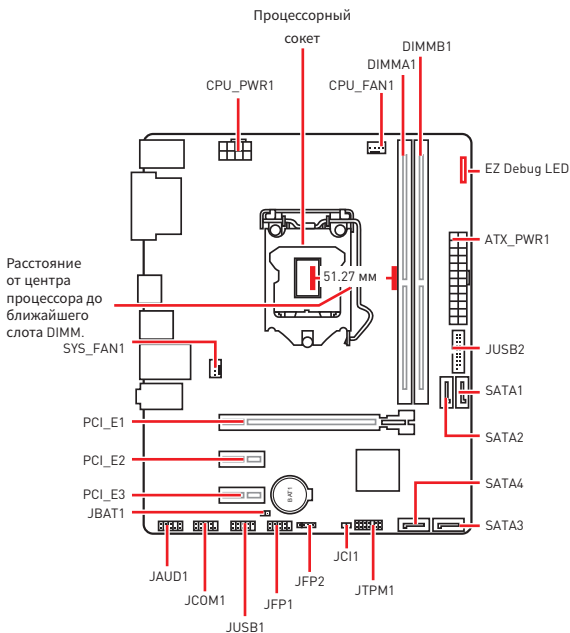 Процессорный
сокет
DIMMB1
DIMMA1
CPU_PWR1
CPU_FAN1
EZ Debug LED
ATX_PWR1
Расстояние
от центра
процессора до
ближайшего
слота DIMM.
51.27 мм
SYS_FAN1
JUSB2
SATA1
PCI_E1
SATA2
PCI_E2
SATA4
PCI_E3
BAT1
JBAT1
SATA3
JAUD1
JCOM1
JUSB1
JFP1
JFP2
JCI1
JTPM1